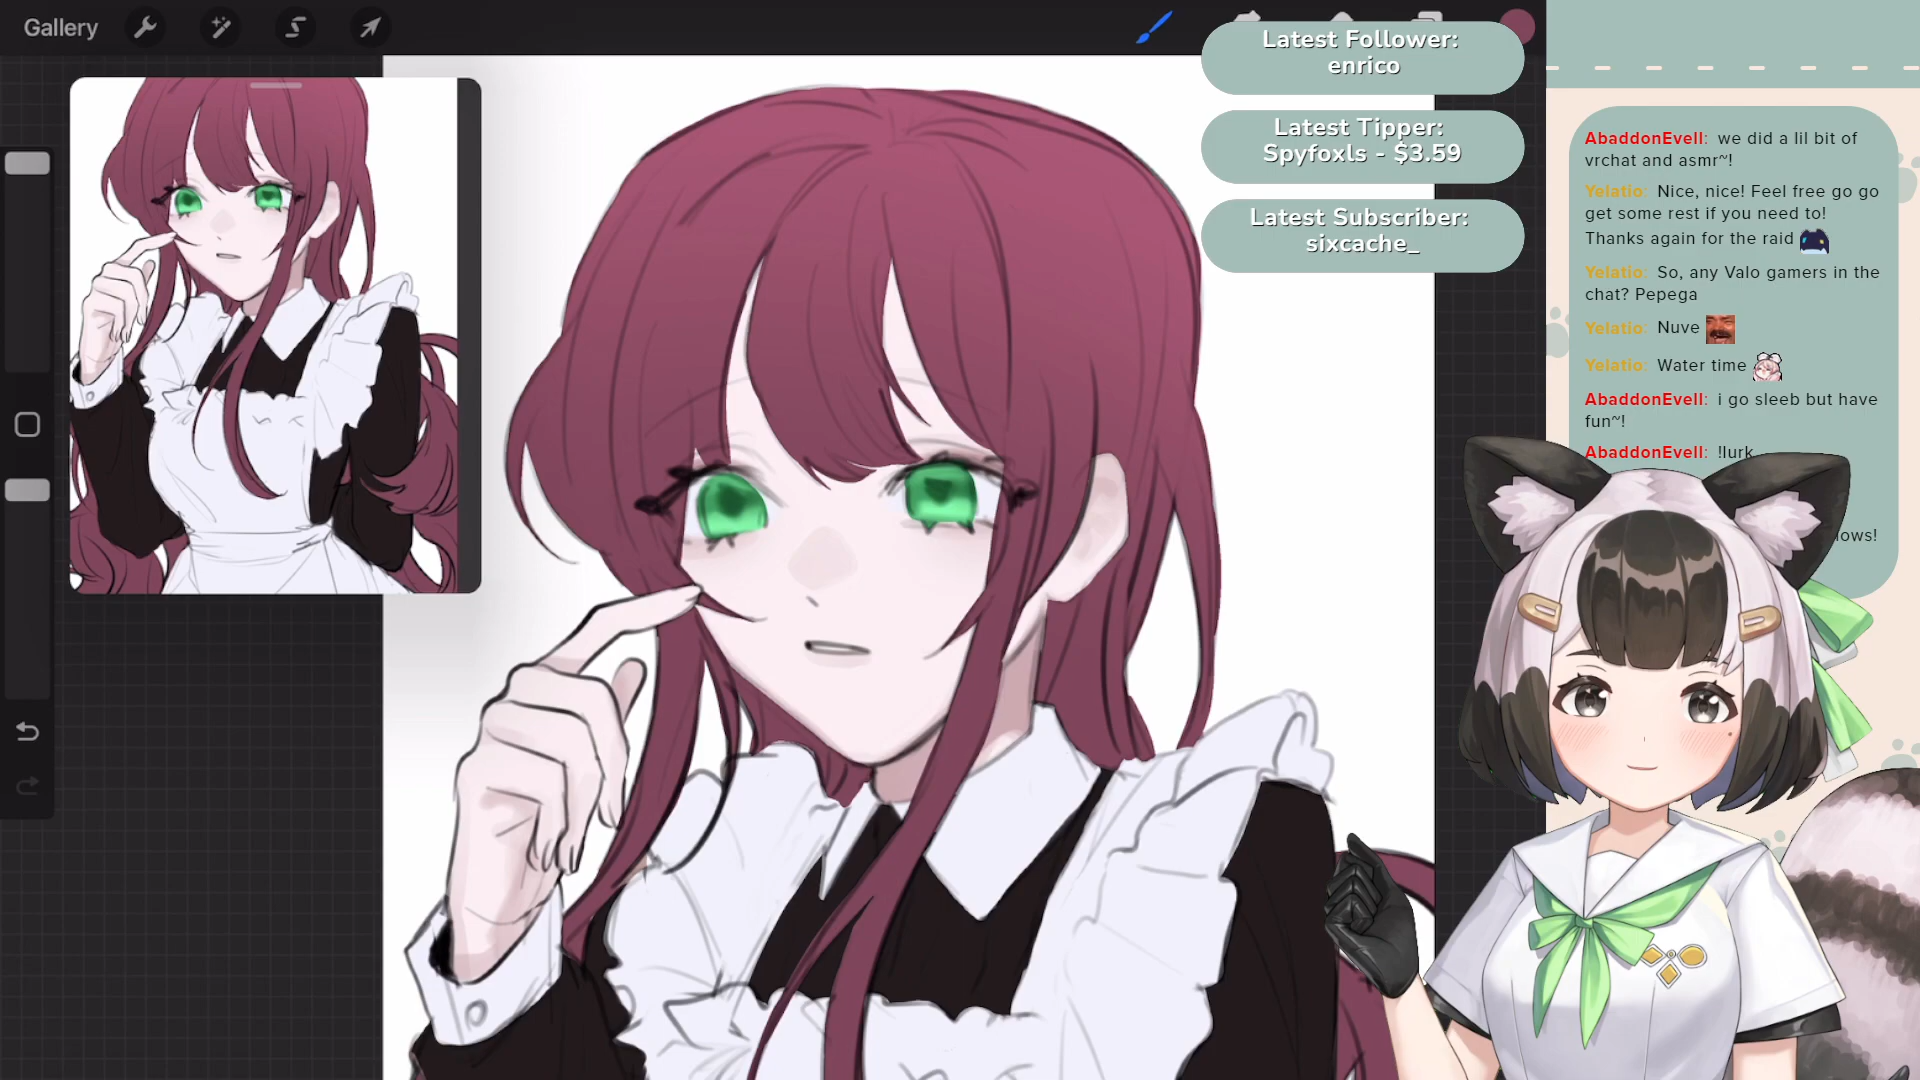 Gallery
Latest Follower:
enrico
Latest Tipper:
Spyfoxls - $3.59
Latest Subscriber:
sixcache_
AbaddonEvell: we did a lil bit of
vrchat and asmr~!
Yelatio: Nice, nice! Feel free go go
get some rest if you need to!
Thanks again for the raid
Yelatio: So, any Valo gamers in the
chat? Pepega
Yelatio: Nuve
Yelatio: Water time
AbaddonEvell: i go sleeb but have
fun~!
AbaddonEvell: !lurk